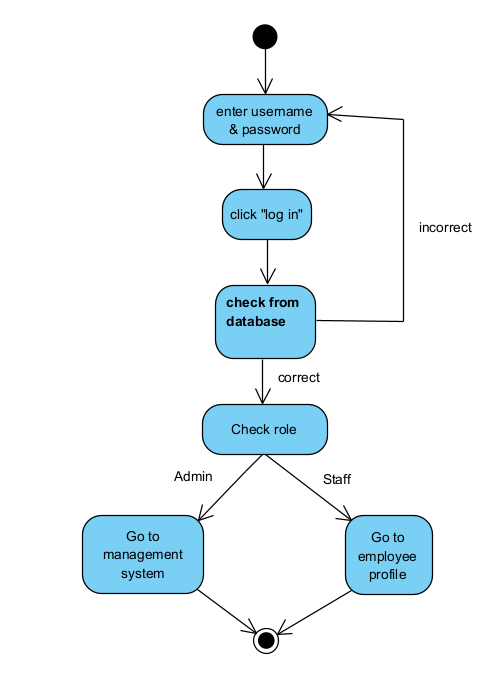 enter username
& password
click "log in"
incorrect
check from
database
correct
Check role
Admin
Staff
Go to
management
system
Go to
employee
profile